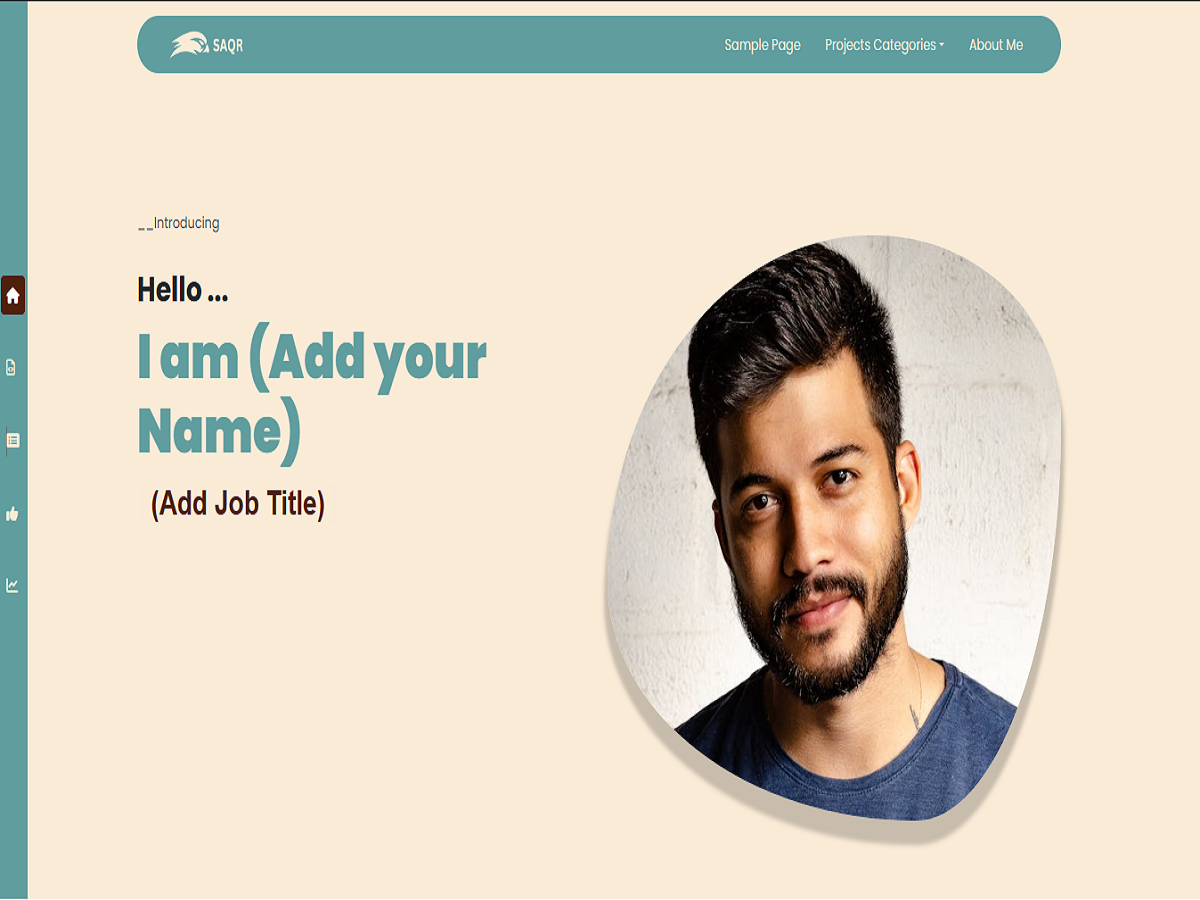 SAQR
Sample Page Projects Categories About Me
__Introducing
Hello ...
I am (Add your
Name)
(Add Job Title)